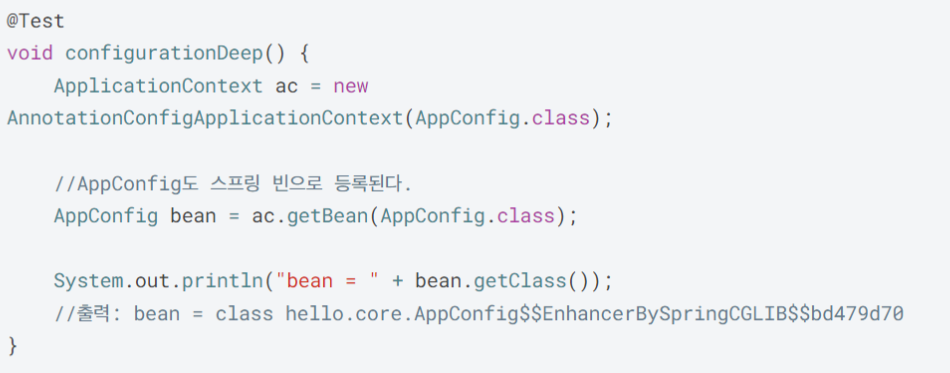 @Test
void configurationDeep() {
    ApplicationContext ac = new
AnnotationConfigApplicationContext(AppConfig.class);
    //AppConfig도 스프링 빈으로 등록된다.
    AppConfig bean = ac.getBean(AppConfig.class);
    System.out.println("bean = " + bean.getClass());
    //출력: bean = class hello.core.AppConfig$$EnhancerBySpringCGLIB$$bd479d70
}